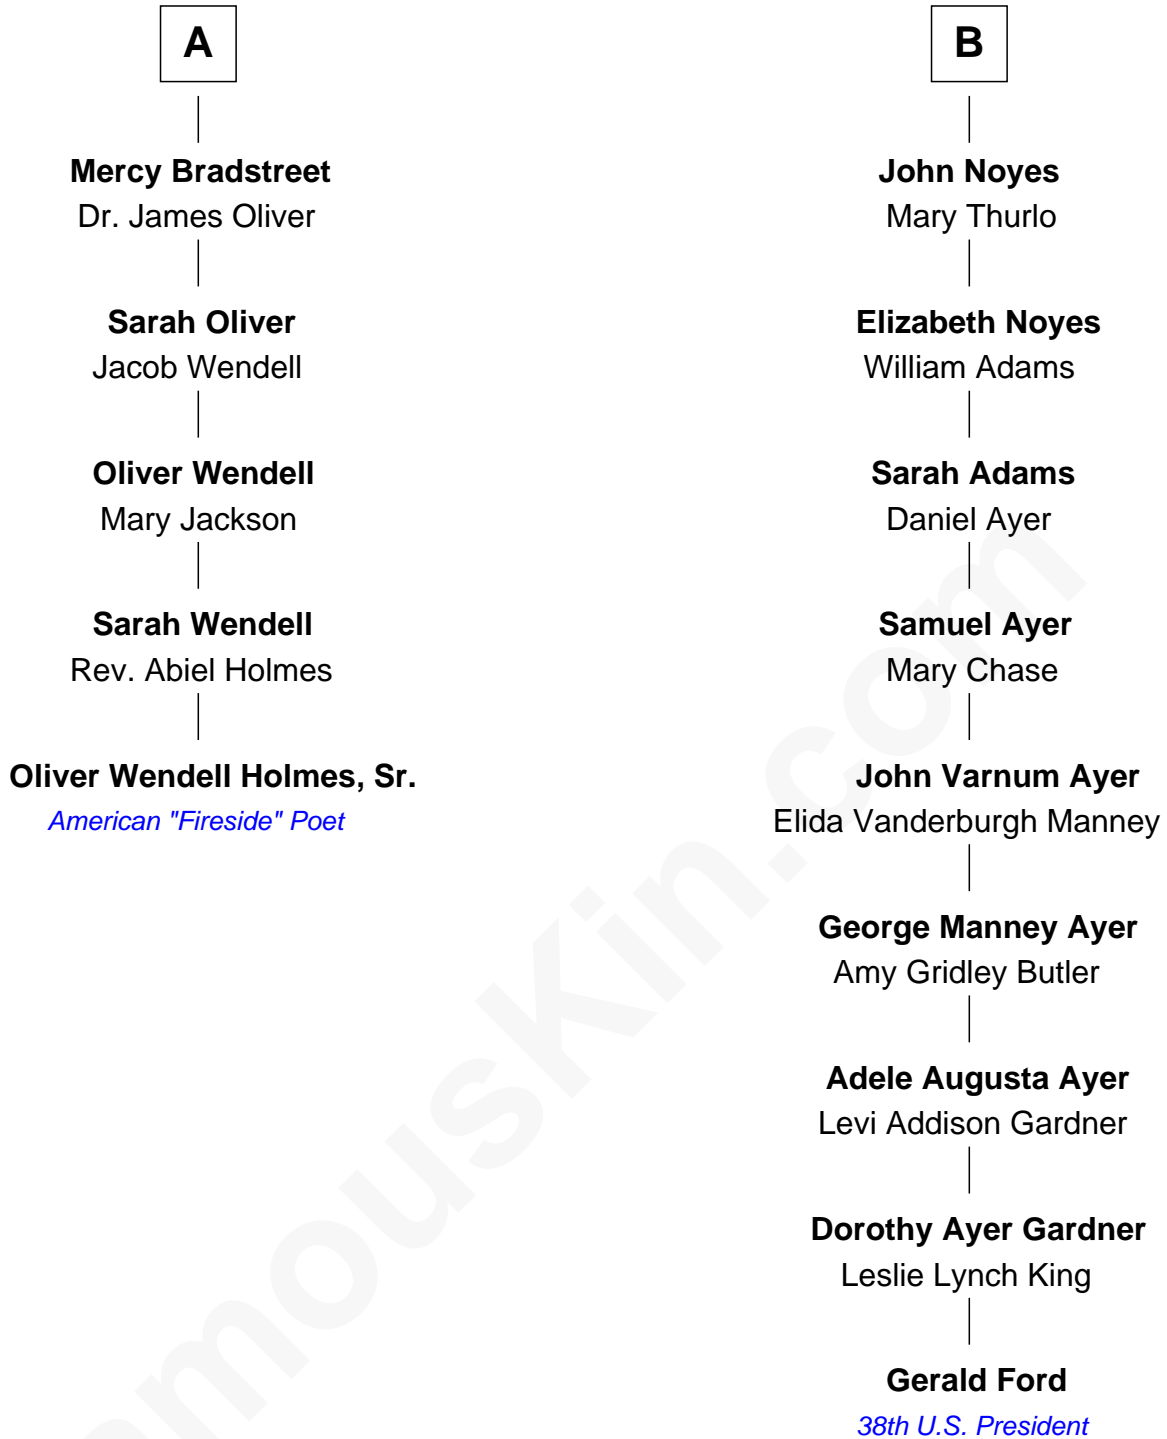 A
Mercy Bradstreet
Dr. James Oliver
Sarah Oliver
Jacob Wendell
Oliver Wendell
Mary Jackson
Sarah Wendell
Rev. Abiel Holmes
Oliver Wendell Holmes, Sr.
American "Fireside" Poet
B
John Noyes
Mary Thurlo
Elizabeth Noyes
William Adams
Sarah Adams
Daniel Ayer
Samuel Ayer
Mary Chase
John Varnum Ayer
Elida Vanderburgh Manney
George Manney Ayer
Amy Gridley Butler
Adele Augusta Ayer
Levi Addison Gardner
Dorothy Ayer Gardner
Leslie Lynch King
Gerald Ford
38th U.S. President
amouskin.com